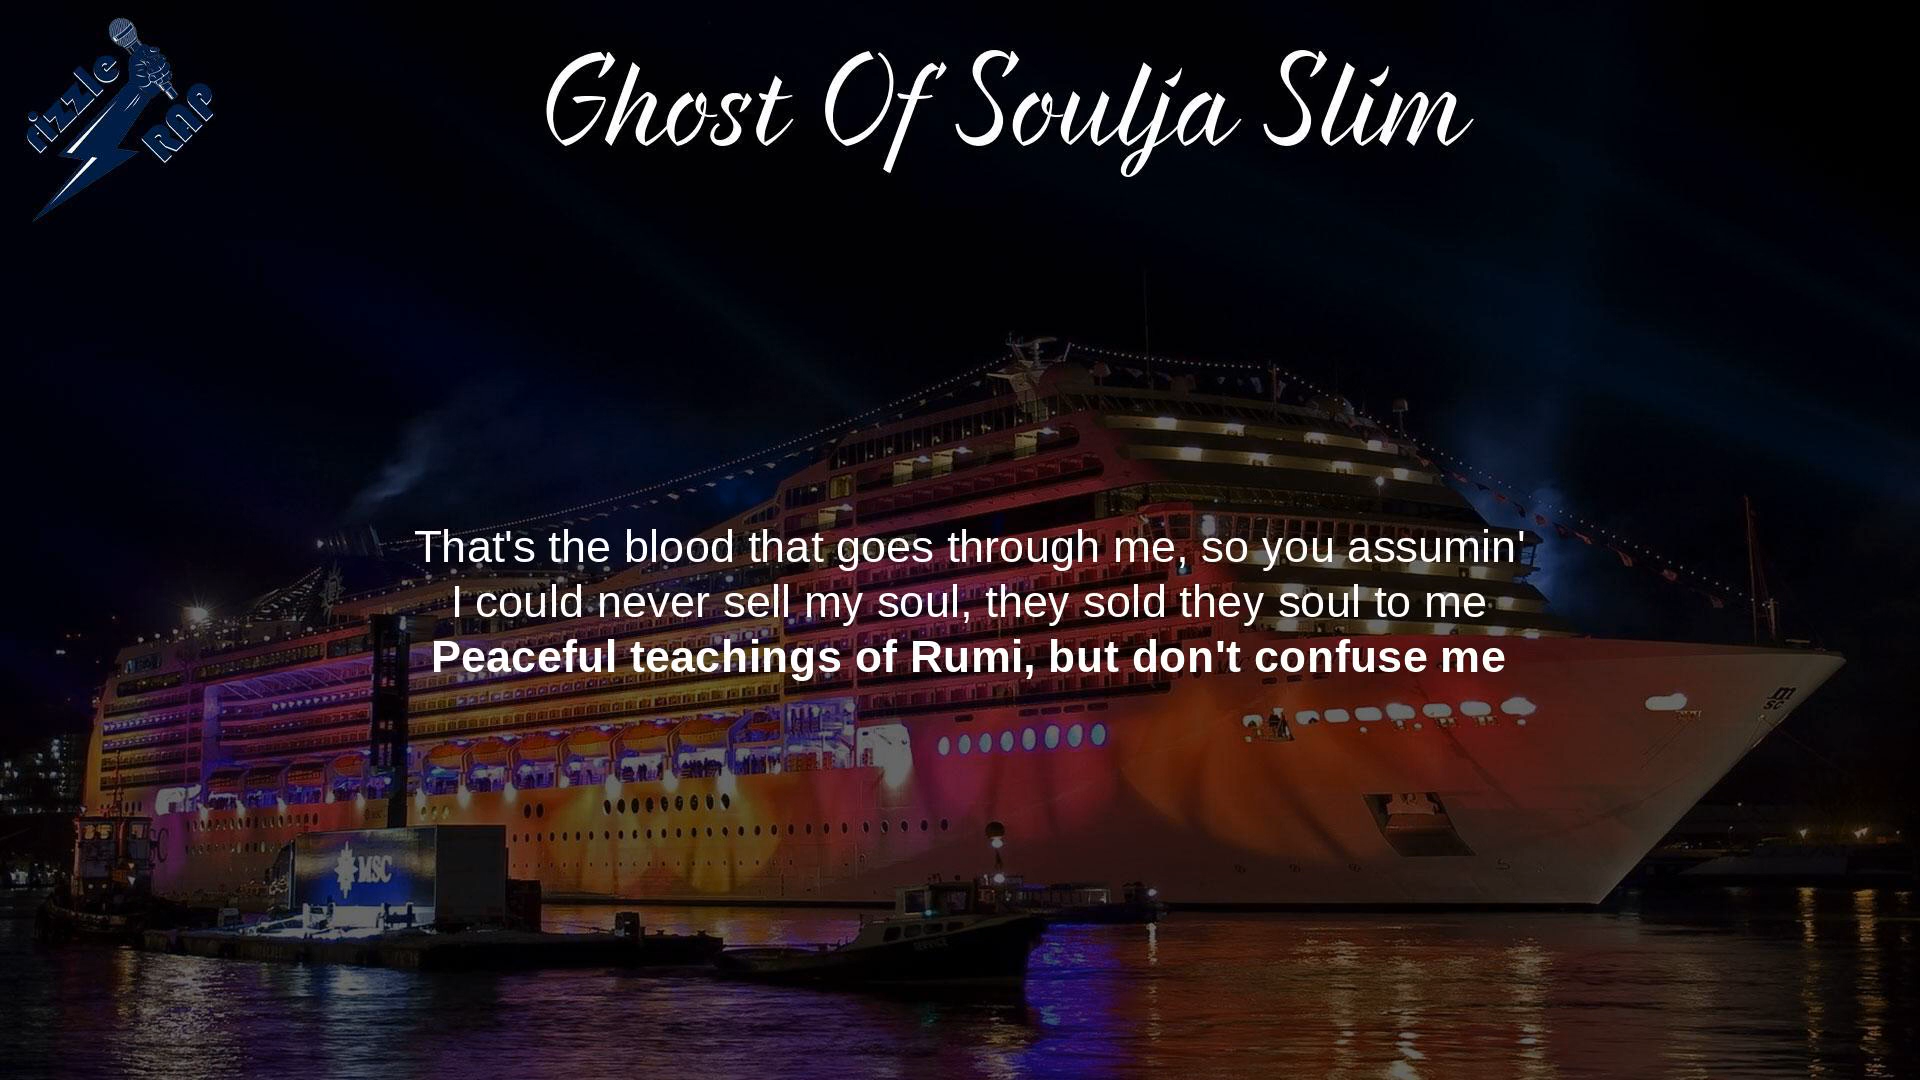 rizzle
RAP
Ghost Of Soulja Slim
That's the blood that goes through me, so you assumin'
I could never sell my soul, they sold they soul to me
Peaceful teachings of Rumi, but don't confuse me
m
sc
MSC